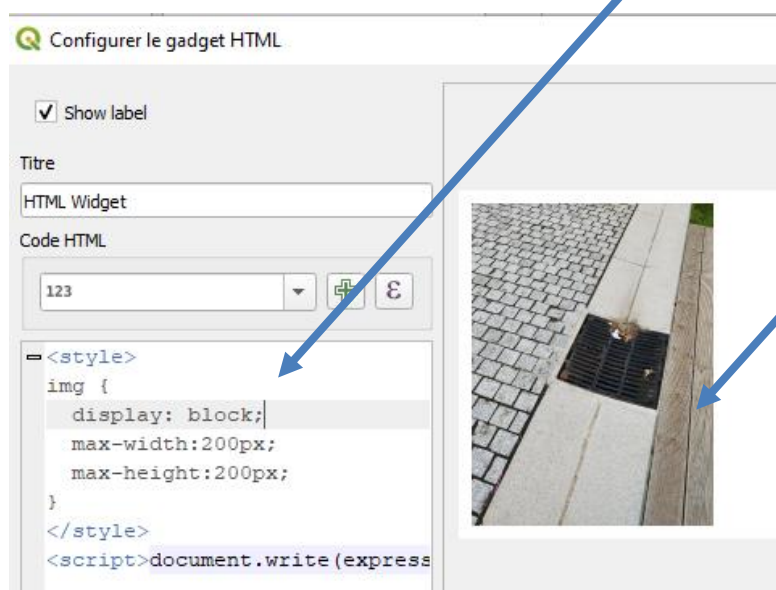 Configurer le gadget HTML
Show label
Titre
HTML Widget
Code HTML
123
ε
<style>
img {
display: block;
max-width:200px;
max-height:200px;
}
</style>
<script>document.write(express